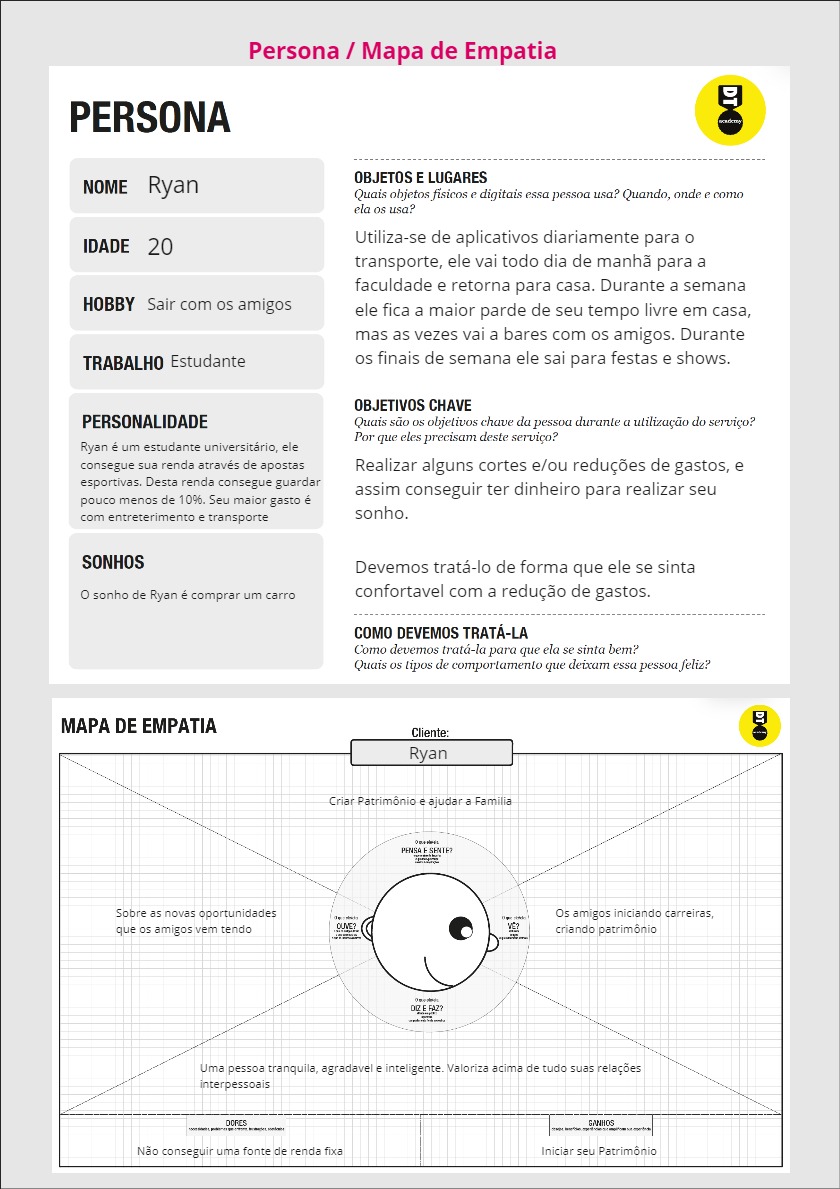 Persona / Mapa de Empatia
PERSONA
DT
academy
NOME Ryan
IDADE 20
HOBBY Sair com os amigos
TRABALHO Estudante
PERSONALIDADE
Ryan é um estudante universitário, ele
consegue sua renda através de apostas
esportivas. Desta renda consegue guardar
pouco menos de 10%. Seu maior gasto é
com entreterimento e transporte
SONHOS
O sonho de Ryan é comprar um carro
OBJETOS E LUGARES
Quais objetos físicos e digitais essa pessoa usa? Quando, onde e como
ela os usa?
Utiliza-se de aplicativos diariamente para o
transporte, ele vai todo dia de manhã para a
faculdade e retorna para casa. Durante a semana
ele fica a maior parde de seu tempo livre em casa,
mas as vezes vai a bares com os amigos. Durante
os finais de semana ele sai para festas e shows.
OBJETIVOS CHAVE
Quais são os objetivos chave da pessoa durante a utilização do serviço?
Por que eles precisam deste serviço?
Realizar alguns cortes e/ou reduções de gastos, e
assim conseguir ter dinheiro para realizar seu
sonho.
Devemos tratá-lo de forma que ele se sinta
confortavel com a redução de gastos.
COMO DEVEMOS TRATÁ-LA
Como devemos tratá-la para que ela se sinta bem?
Quais os tipos de comportamento que deixam essa pessoa feliz?
MAPA DE EMPATIA
DT
Cliente:
Ryan
Criar Patrimônio e ajudar a Familia
O que ele/ela
PENSA E SENTE?
Sobre as novas oportunidades
que os amigos vem tendo
O que ele/ela
OUVE?
O que ele/ela
VÊ?
Os amigos iniciando carreiras,
criando patrimônio
O que ele/ela
DIZ E FAZ?
Uma pessoa tranquila, agradavel e inteligente. Valoriza acima de tudo suas relações
interpessoais
DORES
Não conseguir uma fonte de renda fixa
GANHOS
Iniciar seu Patrimônio